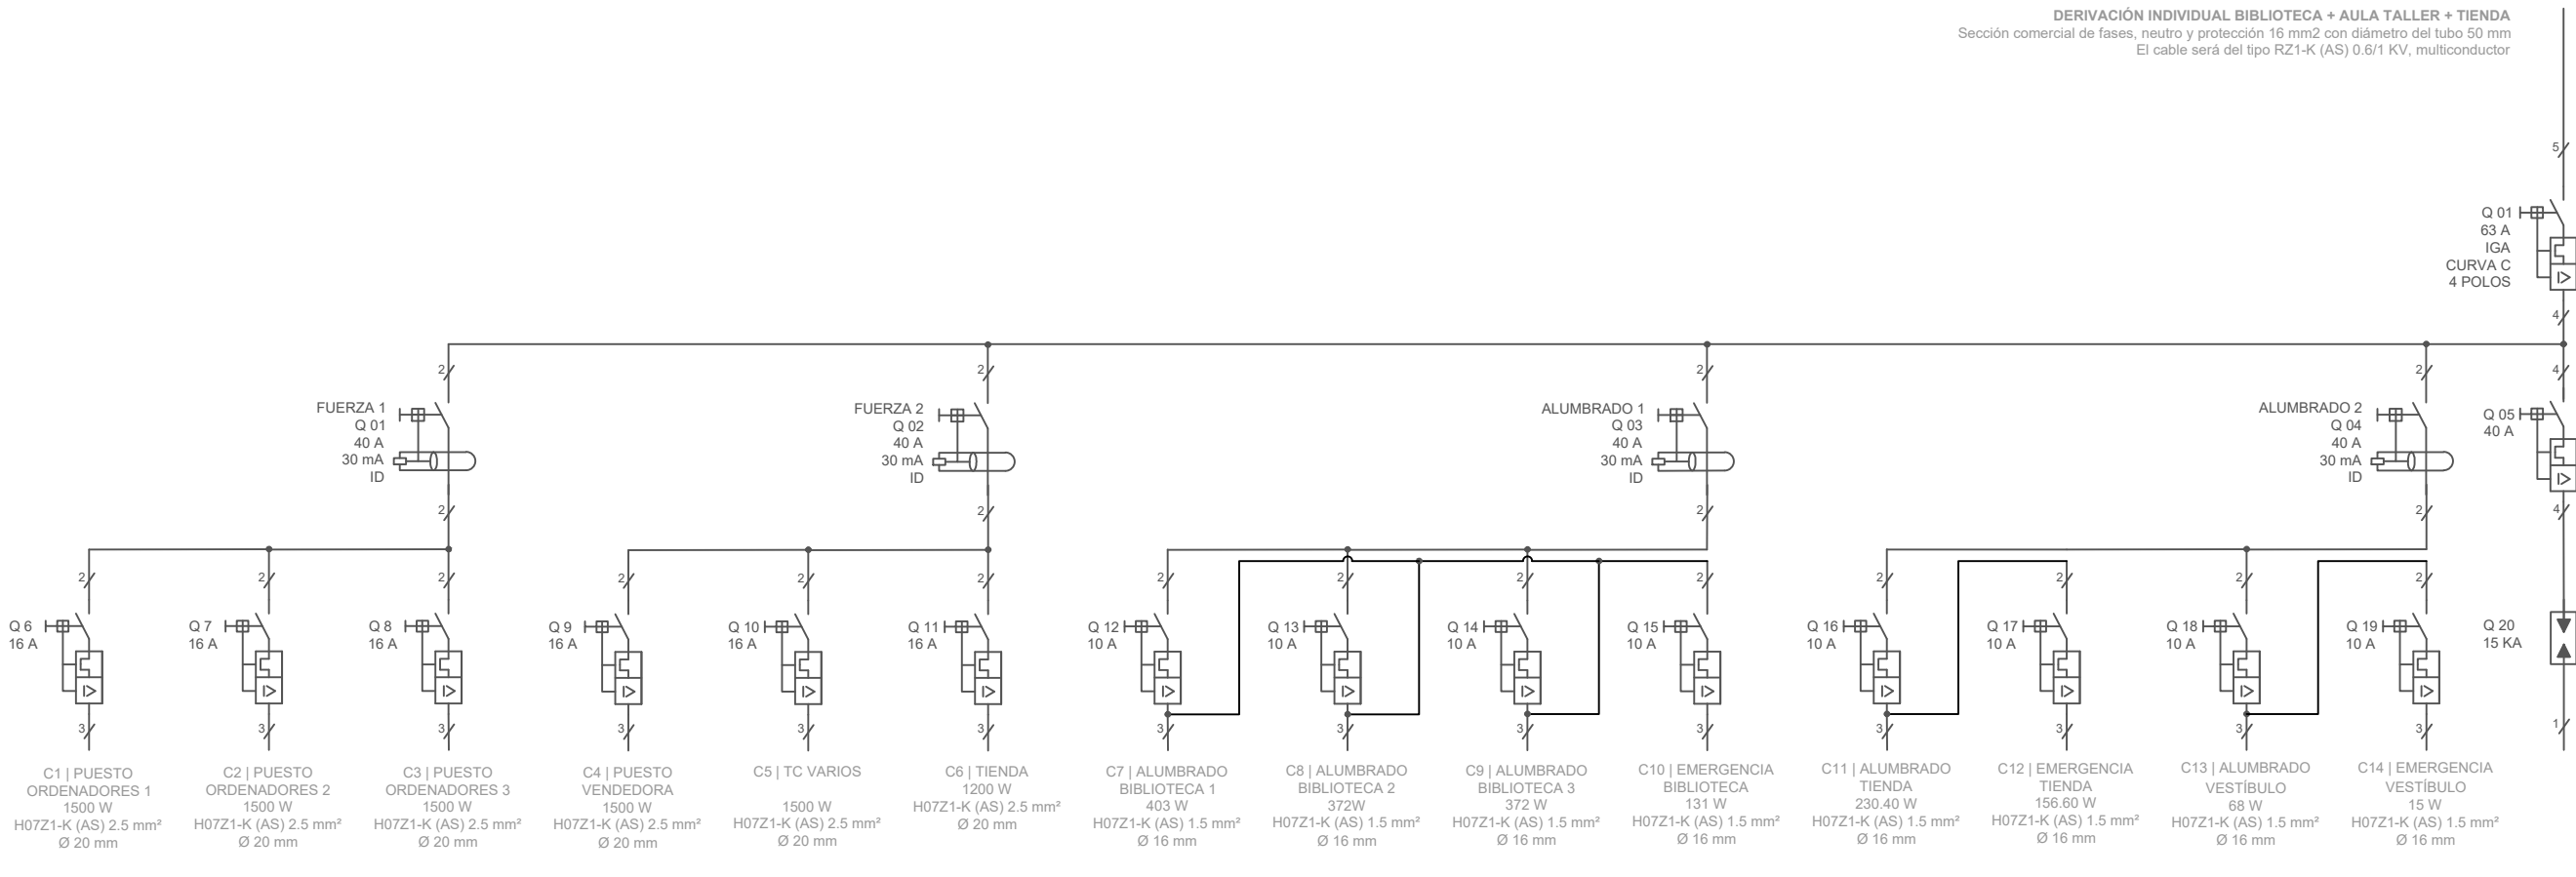 DERIVACIÓN INDIVIDUAL BIBLIOTECA + AULA TALLER + TIENDA
Sección comercial de fases, neutro y protección 16 mm2 con diámetro del tubo 50 mm
El cable será del tipo RZ1-K (AS) 0.6/1 KV, multiconductor
5
Q 01
63 A
IGA
CURVA C
4 POLOS
4
2
2
2
2
4
FUERZA 1
Q 01
40 A
30 mA
ID
FUERZA 2
Q 02
40 A
30 mA
ID
ALUMBRADO 1
Q 03
40 A
30 mA
ID
ALUMBRADO 2
Q 04
40 A
30 mA
ID
Q 05
40 A
2
2
2
2
4
2
2
2
2
2
2
2
2
2
2
2
2
2
2
Q 6
16 A
Q 7
16 A
Q 8
16 A
Q 9
16 A
Q 10
16 A
Q 11
16 A
Q 12
10 A
Q 13
10 A
Q 14
10 A
Q 15
10 A
Q 16
10 A
Q 17
10 A
Q 18
10 A
Q 19
10 A
Q 20
15 KA
3
3
3
3
3
3
3
3
3
3
3
3
3
3
1
C1 | PUESTO
ORDENADORES 1
1500 W
H07Z1-K (AS) 2.5 mm²
Ø 20 mm
C2 | PUESTO
ORDENADORES 2
1500 W
H07Z1-K (AS) 2.5 mm²
Ø 20 mm
C3 | PUESTO
ORDENADORES 3
1500 W
H07Z1-K (AS) 2.5 mm²
Ø 20 mm
C4 | PUESTO
VENDEDORA
1500 W
H07Z1-K (AS) 2.5 mm²
Ø 20 mm
C5 | TC VARIOS
1500 W
H07Z1-K (AS) 2.5 mm²
Ø 20 mm
C6 | TIENDA
1200 W
H07Z1-K (AS) 2.5 mm²
Ø 20 mm
C7 | ALUMBRADO
BIBLIOTECA 1
403 W
H07Z1-K (AS) 1.5 mm²
Ø 16 mm
C8 | ALUMBRADO
BIBLIOTECA 2
372W
H07Z1-K (AS) 1.5 mm²
Ø 16 mm
C9 | ALUMBRADO
BIBLIOTECA 3
372 W
H07Z1-K (AS) 1.5 mm²
Ø 16 mm
C10 | EMERGENCIA
BIBLIOTECA
131 W
H07Z1-K (AS) 1.5 mm²
Ø 16 mm
C11 | ALUMBRADO
TIENDA
230.40 W
H07Z1-K (AS) 1.5 mm²
Ø 16 mm
C12 | EMERGENCIA
TIENDA
156.60 W
H07Z1-K (AS) 1.5 mm²
Ø 16 mm
C13 | ALUMBRADO
VESTÍBULO
68 W
H07Z1-K (AS) 1.5 mm²
Ø 16 mm
C14 | EMERGENCIA
VESTÍBULO
15 W
H07Z1-K (AS) 1.5 mm²
Ø 16 mm